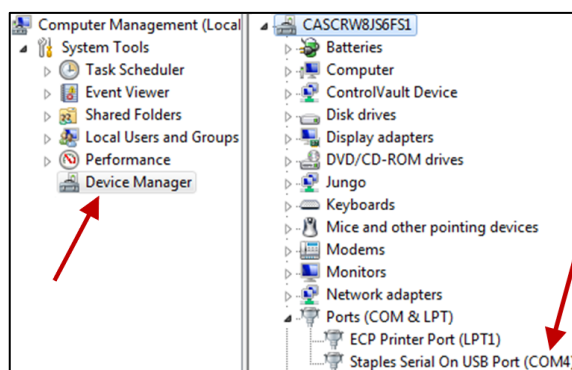 Computer Management (Local
System Tools
Task Scheduler
Event Viewer
Shared Folders
Local Users and Groups
Performance
Device Manager
CASCRW8JS6FS1
Batteries
Computer
ControlVault Device
Disk drives
Display adapters
DVD/CD-ROM drives
Jungo
Keyboards
Mice and other pointing devices
Modems
Monitors
Network adapters
Ports (COM & LPT)
ECP Printer Port (LPT1)
Staples Serial On USB Port (COM4)